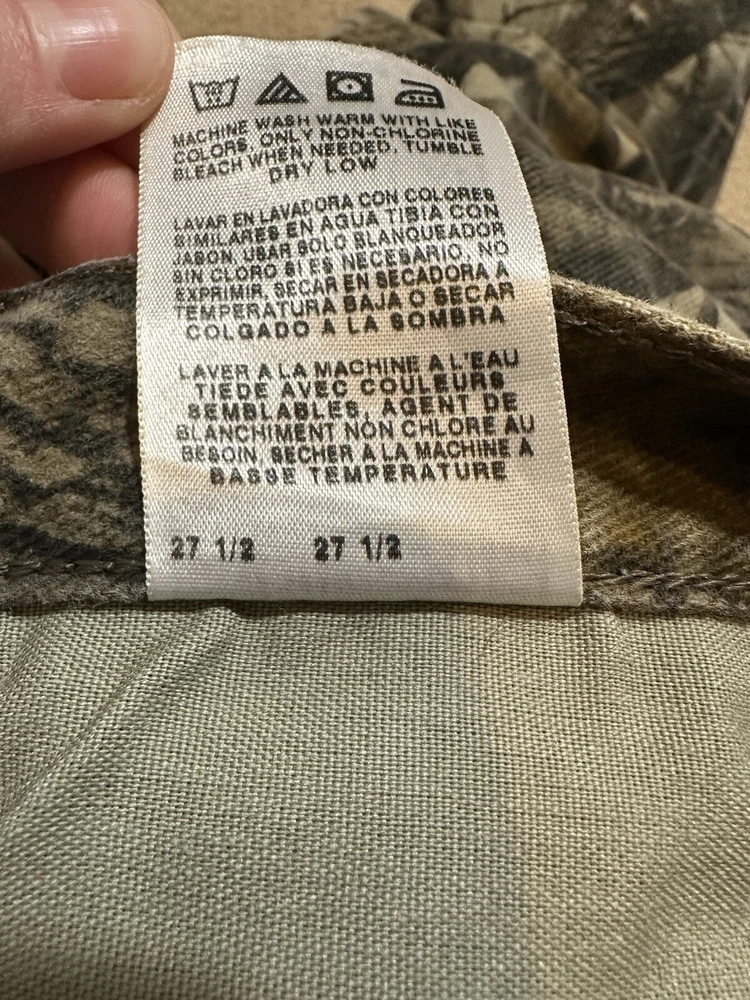 MACHINE WASH WARM WITH LIKE
COLORS, ONLY NON-CHLORINE
BLEACH WHEN NEEDED, TUMBLE
DRY LOW
LAVAR EN LAVADORA CON COLORES
SIMILARES EN AGUA TIBIA CON
JABON, USAR SOLO BLANQUEADOR
SIN CLORO SI ES NECESARIO, NO
EXPRIMIR, SECAR EN SECADORA A
TEMPERATURA BAJA O SECAR
COLGADO A LA SOMBRA
LAVER A LA MACHINE A L'EAU
TIEDE AVEC COULEURS
SEMBLABLES, AGENT DE
BLANCHIMENT NON CHLORE AU
BESOIN, SECHER A LA MACHINE A
BASSE TEMPERATURE
27 1/2 27 1/2